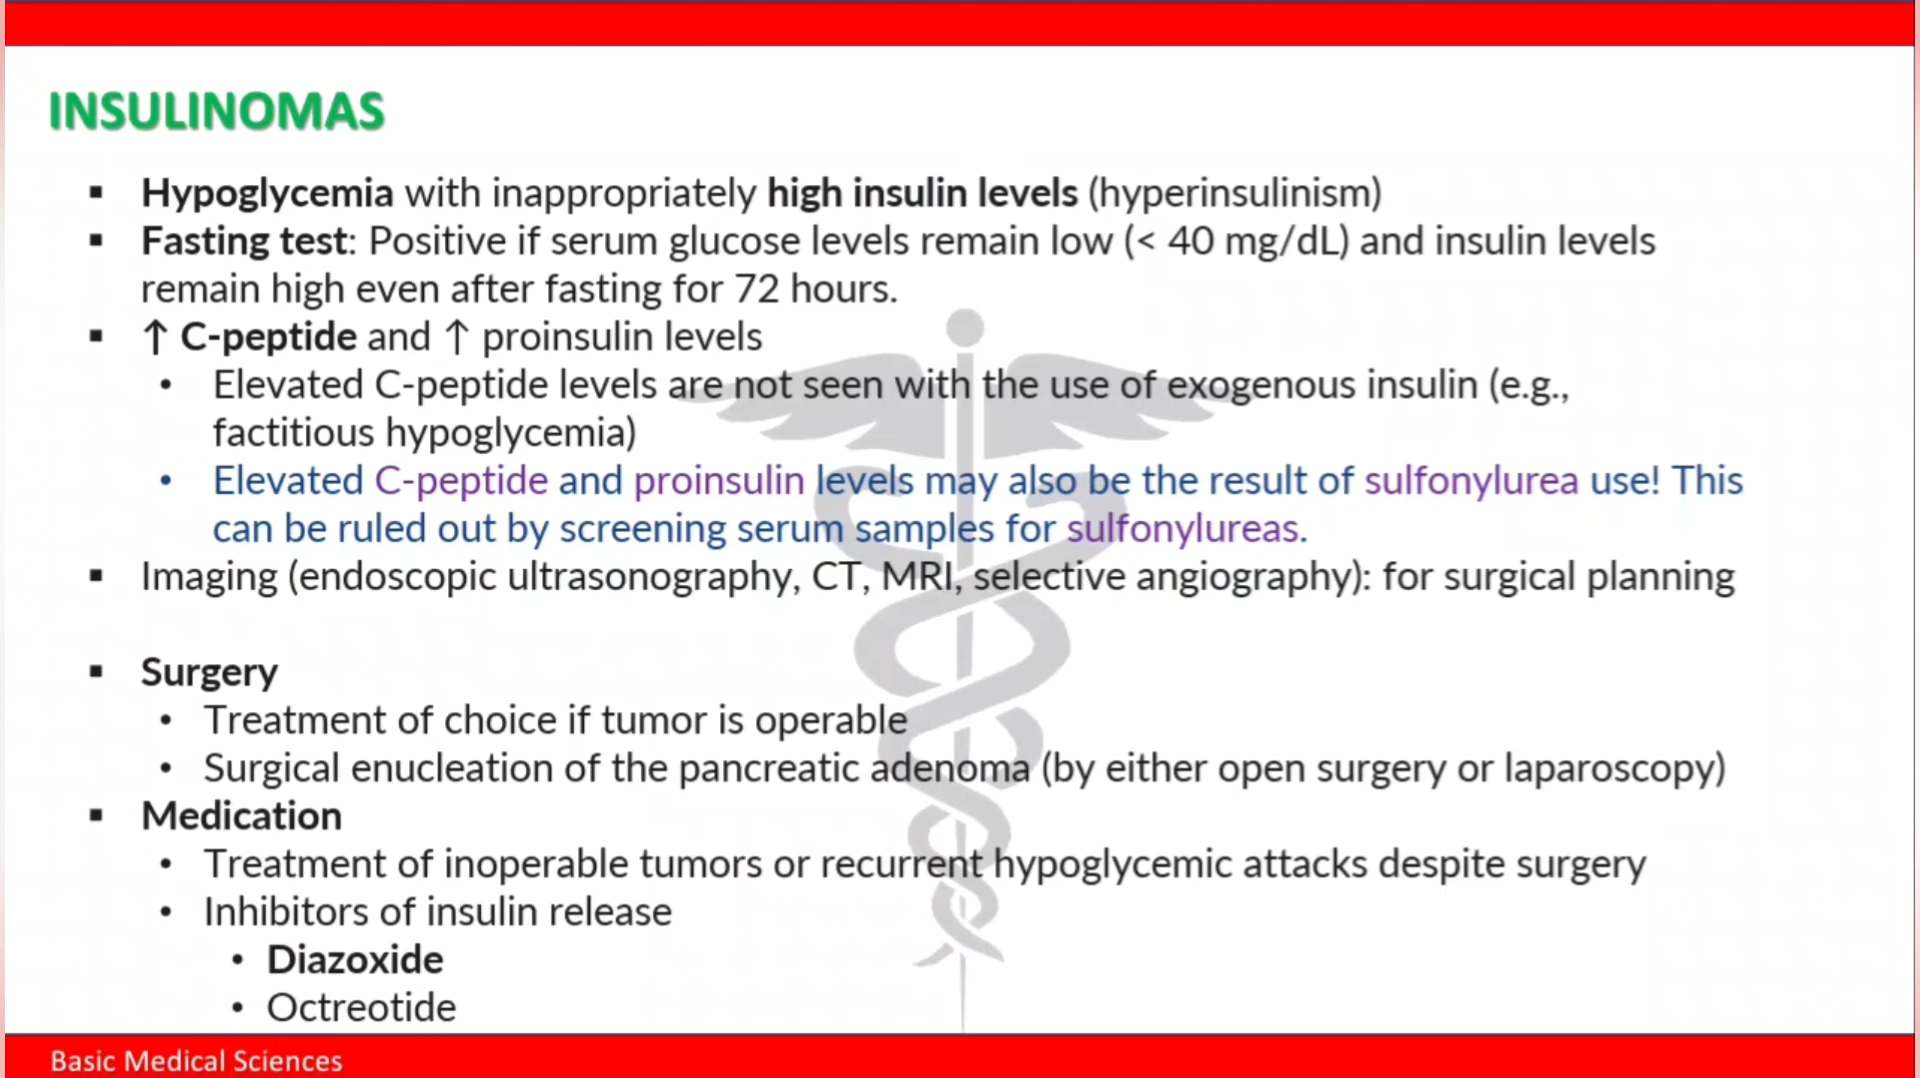 INSULINOMAS
▪ Hypoglycemia with inappropriately high insulin levels (hyperinsulinism)
▪ Fasting test: Positive if serum glucose levels remain low (< 40 mg/dL) and insulin levels
remain high even after fasting for 72 hours.
▪ ↑ C-peptide and ↑ proinsulin levels
• Elevated C-peptide levels are not seen with the use of exogenous insulin (e.g.,
factitious hypoglycemia)
• Elevated C-peptide and proinsulin levels may also be the result of sulfonylurea use! This
can be ruled out by screening serum samples for sulfonylureas.
▪ Imaging (endoscopic ultrasonography, CT, MRI, selective angiography): for surgical planning
▪ Surgery
• Treatment of choice if tumor is operable
• Surgical enucleation of the pancreatic adenoma (by either open surgery or laparoscopy)
▪ Medication
• Treatment of inoperable tumors or recurrent hypoglycemic attacks despite surgery
• Inhibitors of insulin release
• Diazoxide
• Octreotide
Basic Medical Sciences